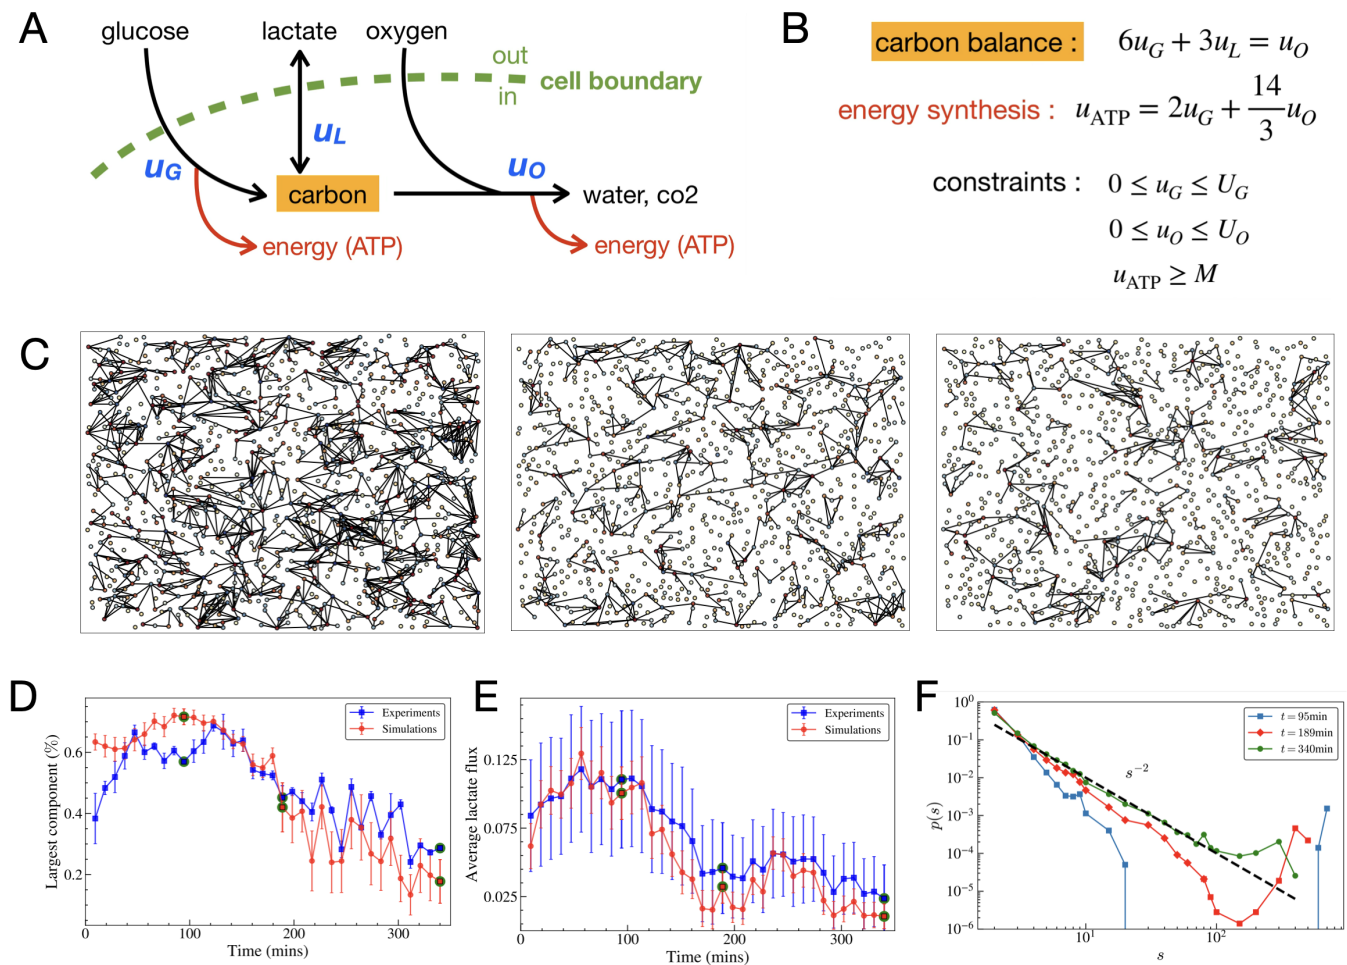 A
glucose
lactate
oxygen
out
in
cell boundary
uG
uL
uO
carbon
water, co2
energy (ATP)
energy (ATP)
B
carbon balance : 6u_G + 3u_L = u_O
energy synthesis : u_ATP = 2u_G + 14/3 u_O
constraints : 0 ≤ u_G ≤ U_G
0 ≤ u_O ≤ U_O
u_ATP ≥ M
C
D
Largest component (%)
0.6
0.4
0.2
0
100
200
300
Time (mins)
Experiments
Simulations
E
Average lactate flux
0.125
0.075
0.025
0
100
200
300
Time (mins)
Experiments
Simulations
F
p(s)
10^0
10^-1
10^-2
10^-3
10^-4
10^-5
10^-6
10^1
10^2
s
s^-2
t = 95min
t = 189min
t = 340min